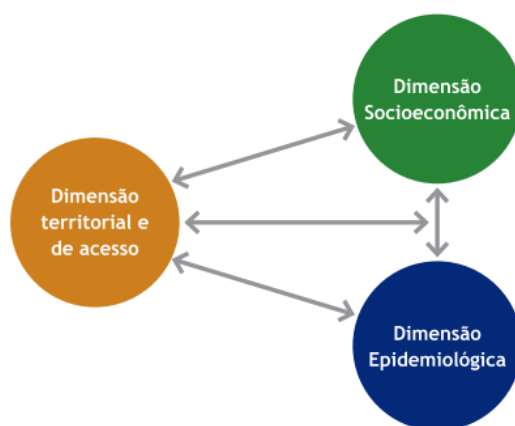 Dimensão
Socioeconômica
Dimensão
territorial e
de acesso
Dimensão
Epidemiológica